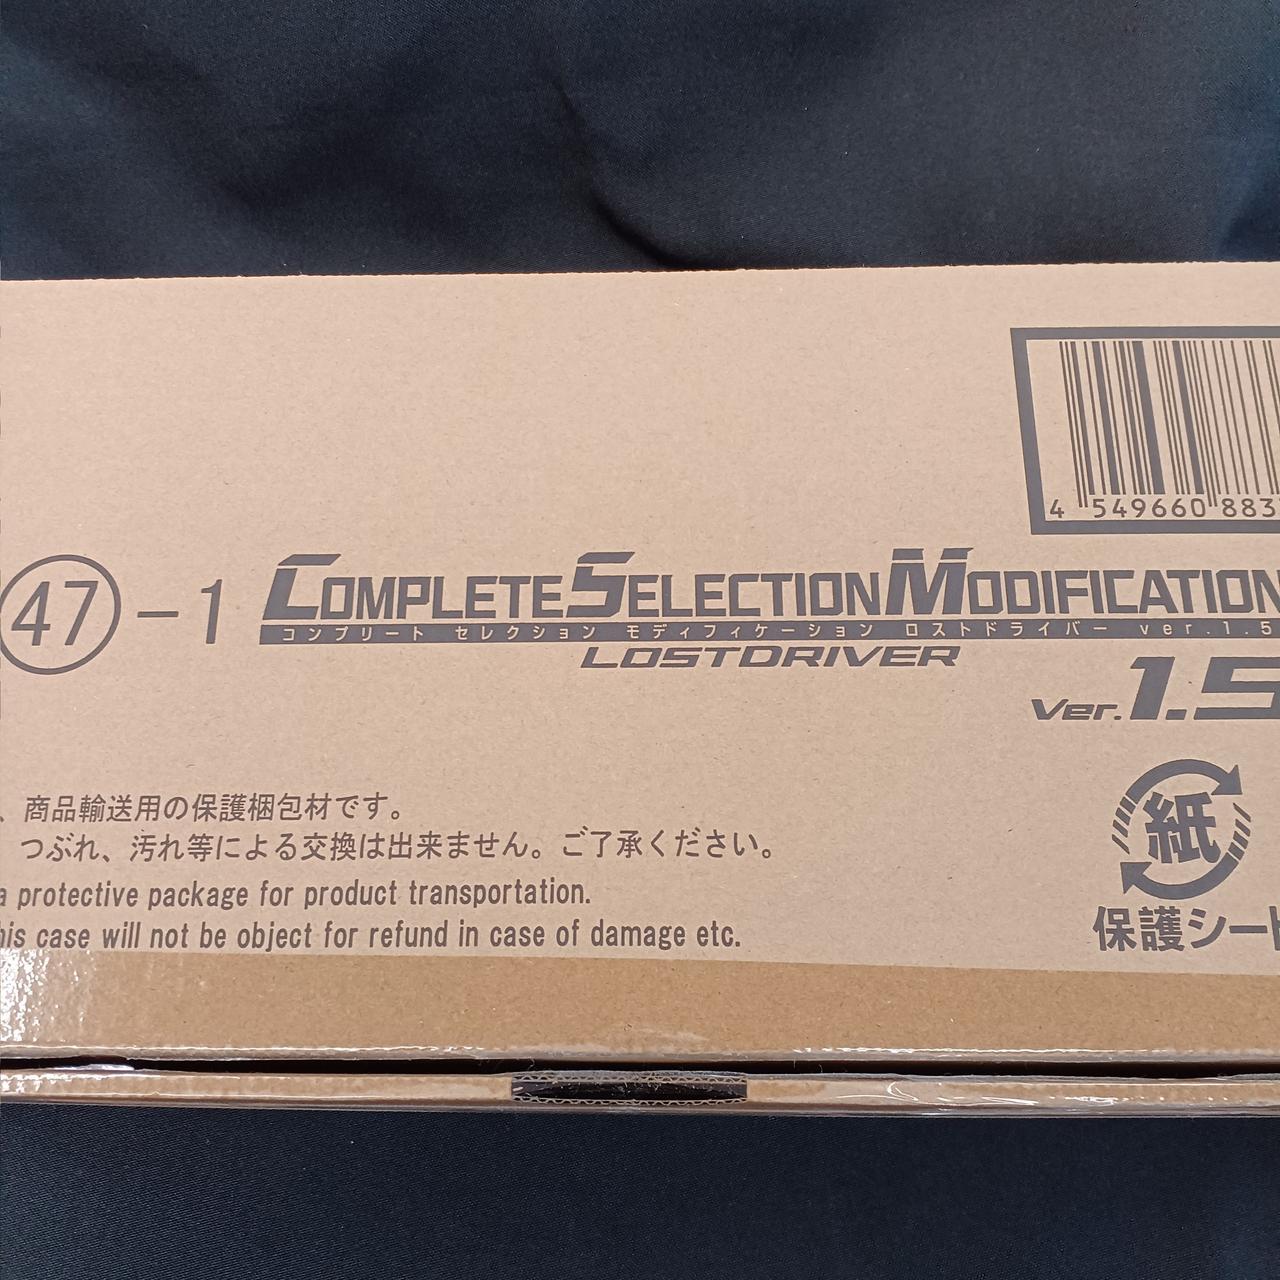 4 549660 883
47-1 COMPLETE SELECTION MODIFICATION
コンプリート セレクション モディフィケーション ロストドライバー ver.1.5
LOSTDRIVER
Ver.1.5
、商品輸送用の保護梱包材です。
つぶれ、汚れ等による交換は出来ません。ご了承ください。
a protective package for product transportation.
his case will not be object for refund in case of damage etc.
紙
保護シート